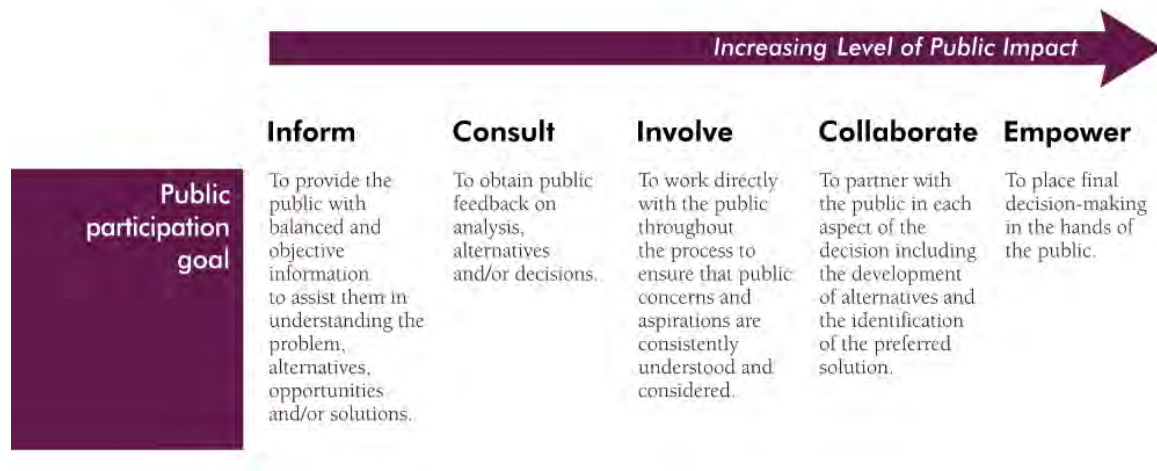 Increasing Level of Public Impact
Inform
Consult
Involve
Collaborate
Empower
Public
participation
goal
To provide the
public with
balanced and
objective
information
to assist them in
understanding the
problem,
alternatives,
opportunities
and/or solutions.
To obtain public
feedback on
analysis,
alternatives
and/or decisions.
To work directly
with the public
throughout
the process to
ensure that public
concerns and
aspirations are
consistently
understood and
considered.
To partner with
the public in each
aspect of the
decision including
the development
of alternatives and
the identification
of the preferred
solution.
To place final
decision-making
in the hands of
the public.